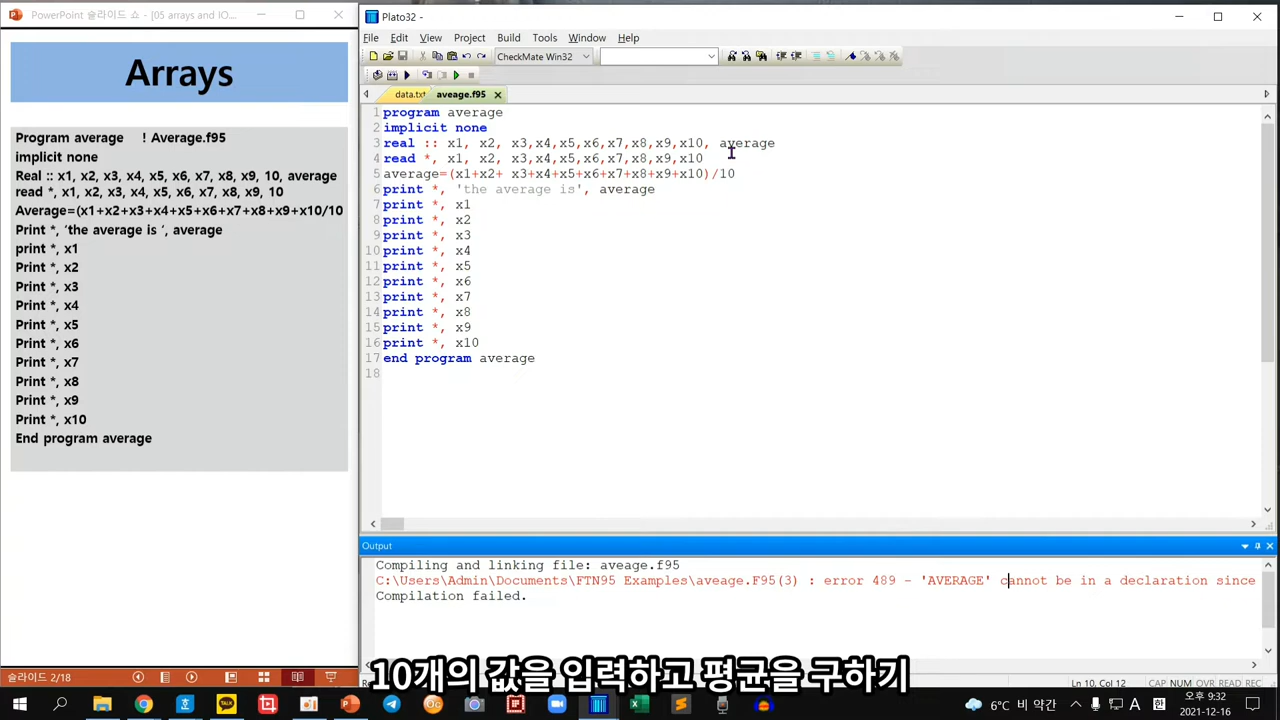 PowerPoint 슬라이드 쇼 - [05 arrays and IO...
Arrays
Program average ! Average.f95
implicit none
Real :: x1, x2, x3, x4, x5, x6, x7, x8, x9, 10, average
read *, x1, x2, x3, x4, x5, x6, x7, x8, x9, 10
Average=(x1+x2+x3+x4+x5+x6+x7+x8+x9+x10/10
Print *, ‘the average is ‘, average
print *, x1
Print *, x2
Print *, x3
Print *, x4
Print *, x5
Print *, x6
Print *, x7
Print *, x8
Print *, x9
Print *, x10
End program average
슬라이드 2/18
Plato32 -
File Edit View Project Build Tools Window Help
CheckMate Win32
data.txt aveage.f95
1 program average
2 implicit none
3 real :: x1, x2, x3,x4,x5,x6,x7,x8,x9,x10, average
4 read *, x1, x2, x3,x4,x5,x6,x7,x8,x9,x10
5 average=(x1+x2+ x3+x4+x5+x6+x7+x8+x9+x10)/10
6 print *, 'the average is', average
7 print *, x1
8 print *, x2
9 print *, x3
10 print *, x4
11 print *, x5
12 print *, x6
13 print *, x7
14 print *, x8
15 print *, x9
16 print *, x10
17 end program average
18
Output
Compiling and linking file: aveage.f95
C:\Users\Admin\Documents\FTN95 Examples\aveage.F95(3) : error 489 - 'AVERAGE' cannot be in a declaration since
Compilation failed.
10개의 값을 입력하고 평균을 구하기
Ln 10, Col 12 CAP NUM OVR READ REC
6°C 비 약간
오후 9:32
2021-12-16